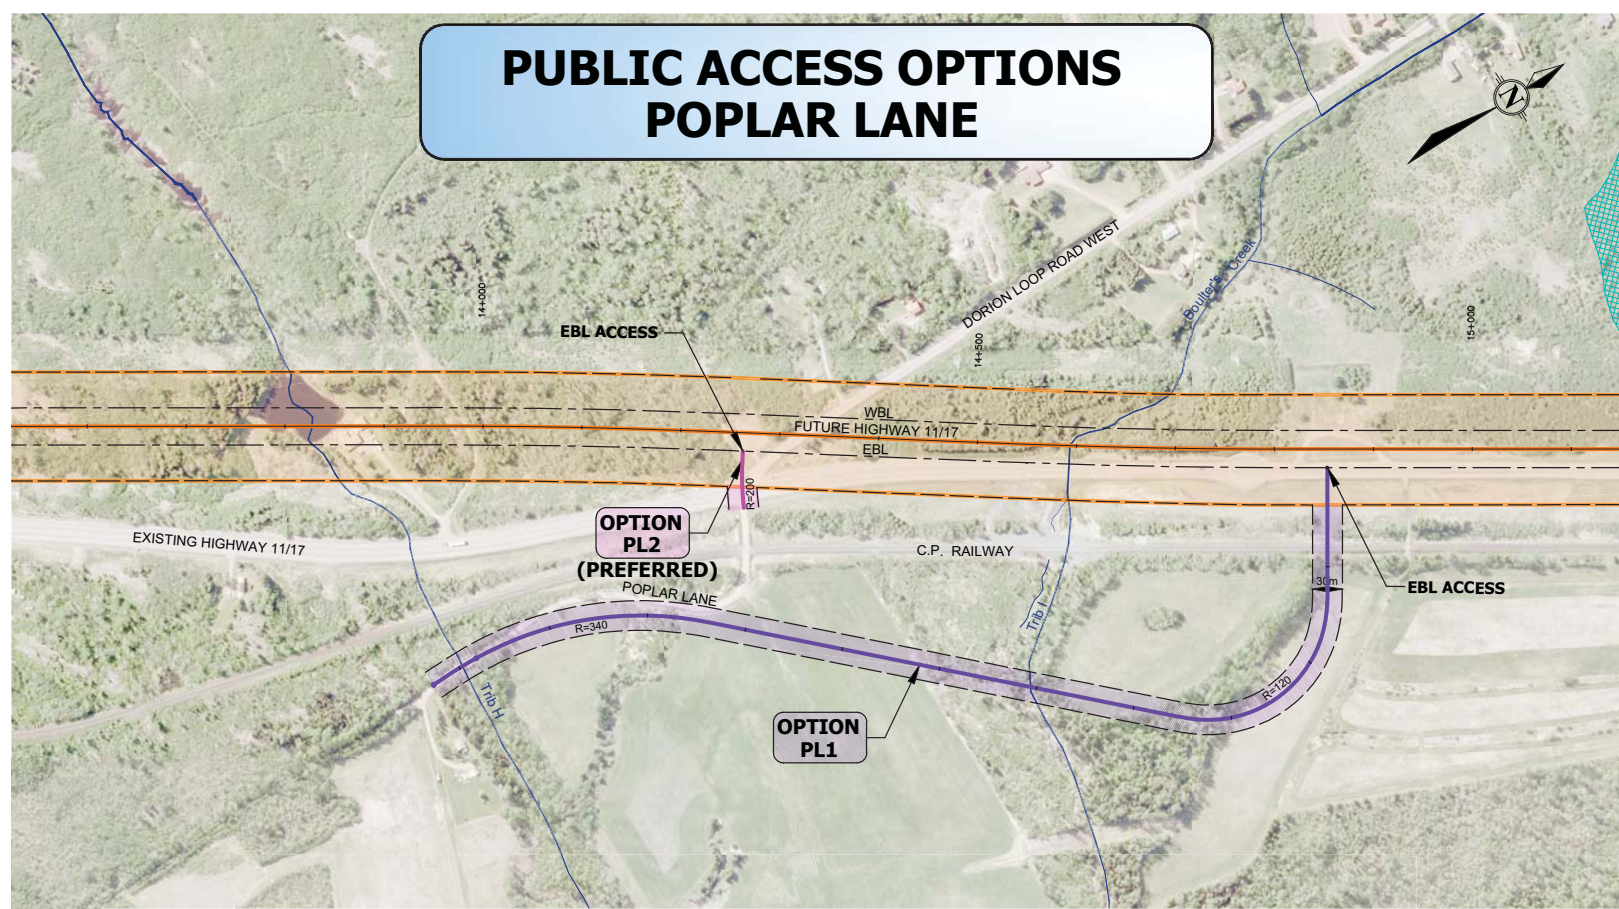 PUBLIC ACCESS OPTIONS
POPLAR LANE
N
DORION LOOP ROAD WEST
Boulter's Creek
14+000
14+500
15+000
EBL ACCESS
WBL
FUTURE HIGHWAY 11/17
EBL
R=200
OPTION
PL2
(PREFERRED)
EXISTING HIGHWAY 11/17
C.P. RAILWAY
POPLAR LANE
30m
EBL ACCESS
R=340
Trib I
Trib H
R=120
OPTION
PL1